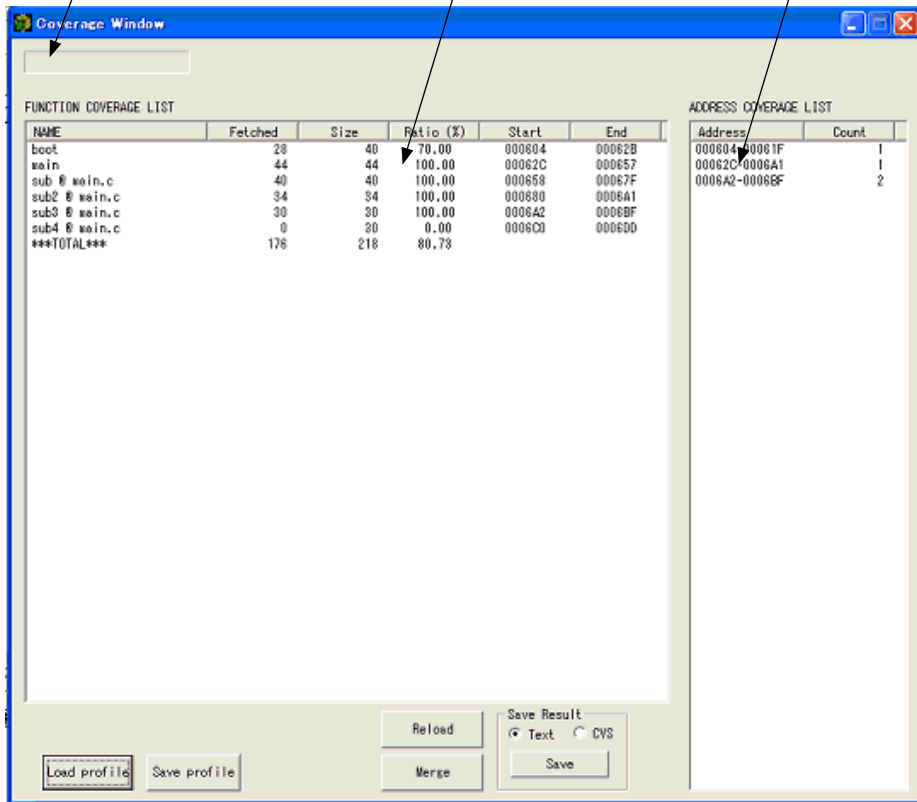 Coverage Window
FUNCTION COVERAGE LIST
NAME Fetched Size Ratio (%) Start End
boot 28 40 70.00 000604 00062B
main 44 44 100.00 00062C 000657
sub @ main.c 40 40 100.00 000658 00067F
sub2 @ main.c 34 34 100.00 000680 0006A1
sub3 @ main.c 30 30 100.00 0006A2 0006BF
sub4 @ main.c 0 30 0.00 0006C0 0006DD
***TOTAL*** 176 218 80.73
ADDRESS COVERAGE LIST
Address Count
000604-00061F 1
00062C-0006A1 1
0006A2-0006BF 2
Load profile
Save profile
Reload
Merge
Save Result
Text CVS
Save